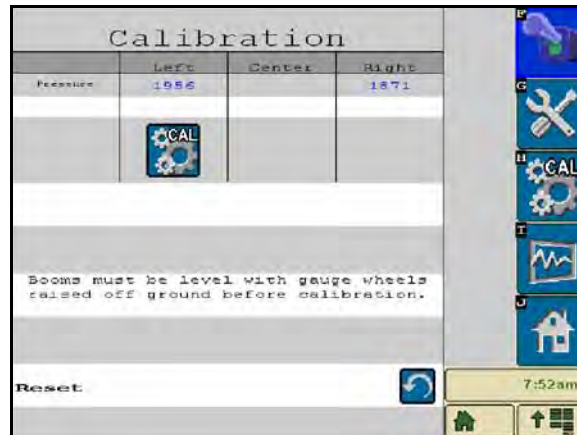 Calibration
Left Center Right
Pressure 1986 1871
CAL
Booms must be level with gauge wheels
raised off ground before calibration.
Reset
F
G
H
CAL
I
J
7:52am